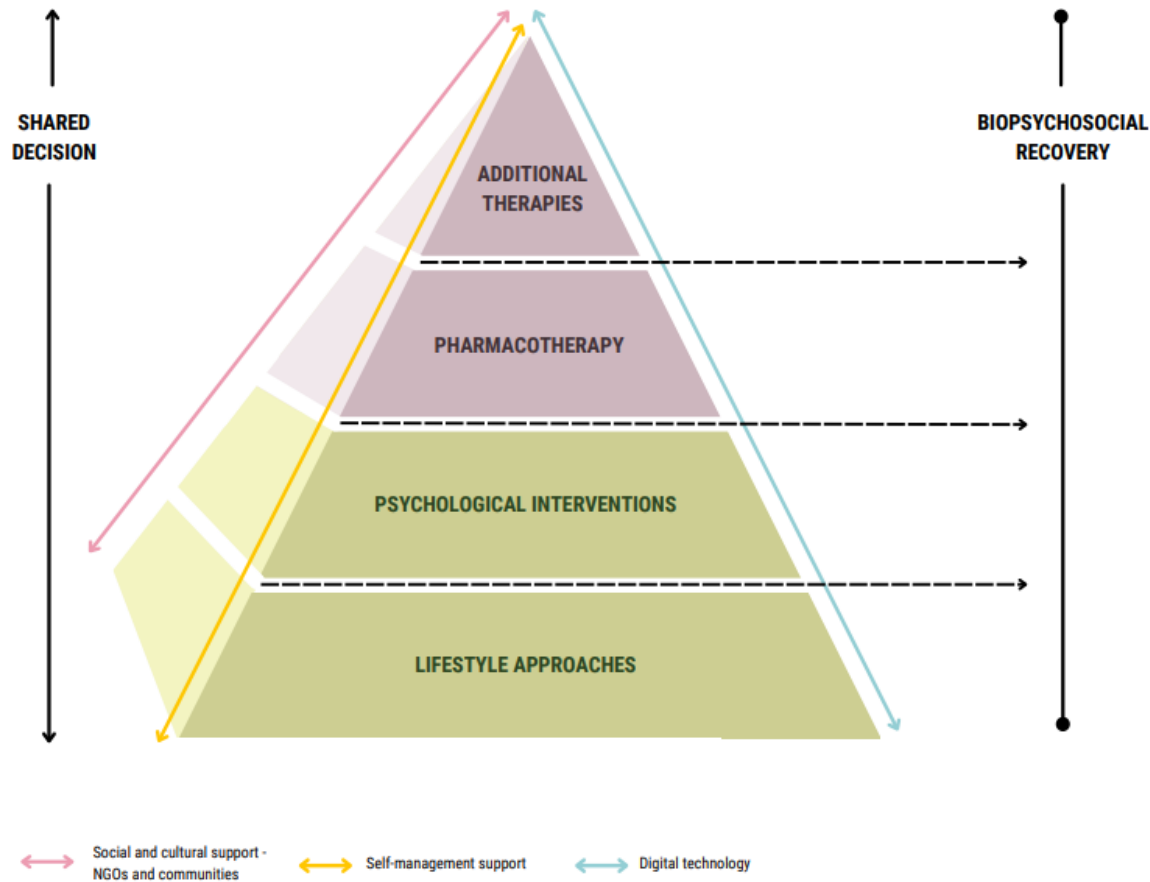 SHARED
DECISION
BIOPSYCHOSOCIAL
RECOVERY
ADDITIONAL
THERAPIES
PHARMACOTHERAPY
PSYCHOLOGICAL INTERVENTIONS
LIFESTYLE APPROACHES
Social and cultural support -
NGOs and communities
Self-management support
Digital technology